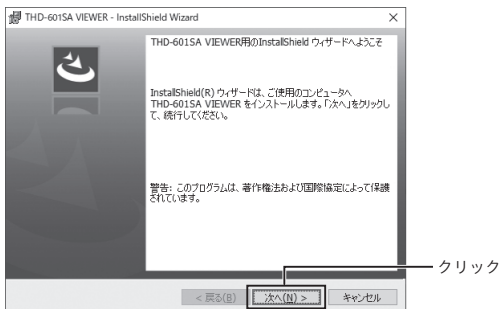 THD-601SA VIEWER - InstallShield Wizard
THD-601SA VIEWER用のInstallShield ウィザードへようこそ
InstallShield(R) ウィザードは、ご使用のコンピュータへ
THD-601SA VIEWER をインストールします。「次へ」をクリックし
て、続行してください。
警告: このプログラムは、著作権法および国際協定によって保護
されています。
クリック
< 戻る(B)
次へ(N) >
キャンセル